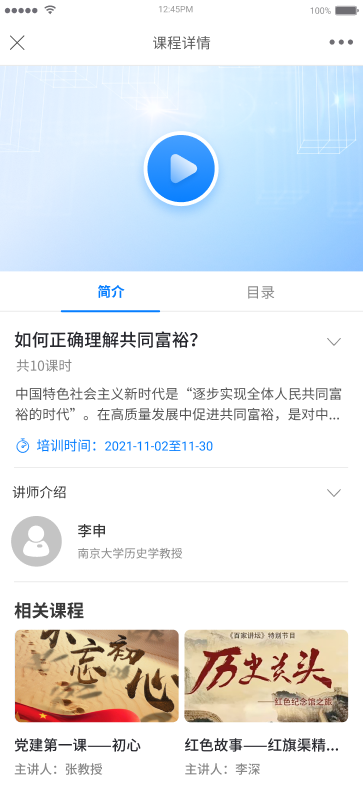 12:45PM
100%
课程详情
简介
目录
如何正确理解共同富裕?
共10课时
中国特色社会主义新时代是“逐步实现全体人民共同富
裕的时代”。在高质量发展中促进共同富裕，是对中...
培训时间：2021-11-02至11-30
讲师介绍
李申
南京大学历史学教授
相关课程
不忘初心
《百家讲坛》特别节目
历史关头
——红色纪念馆之旅
党建第一课——初心
红色故事——红旗渠精...
主讲人：张教授
主讲人：李深